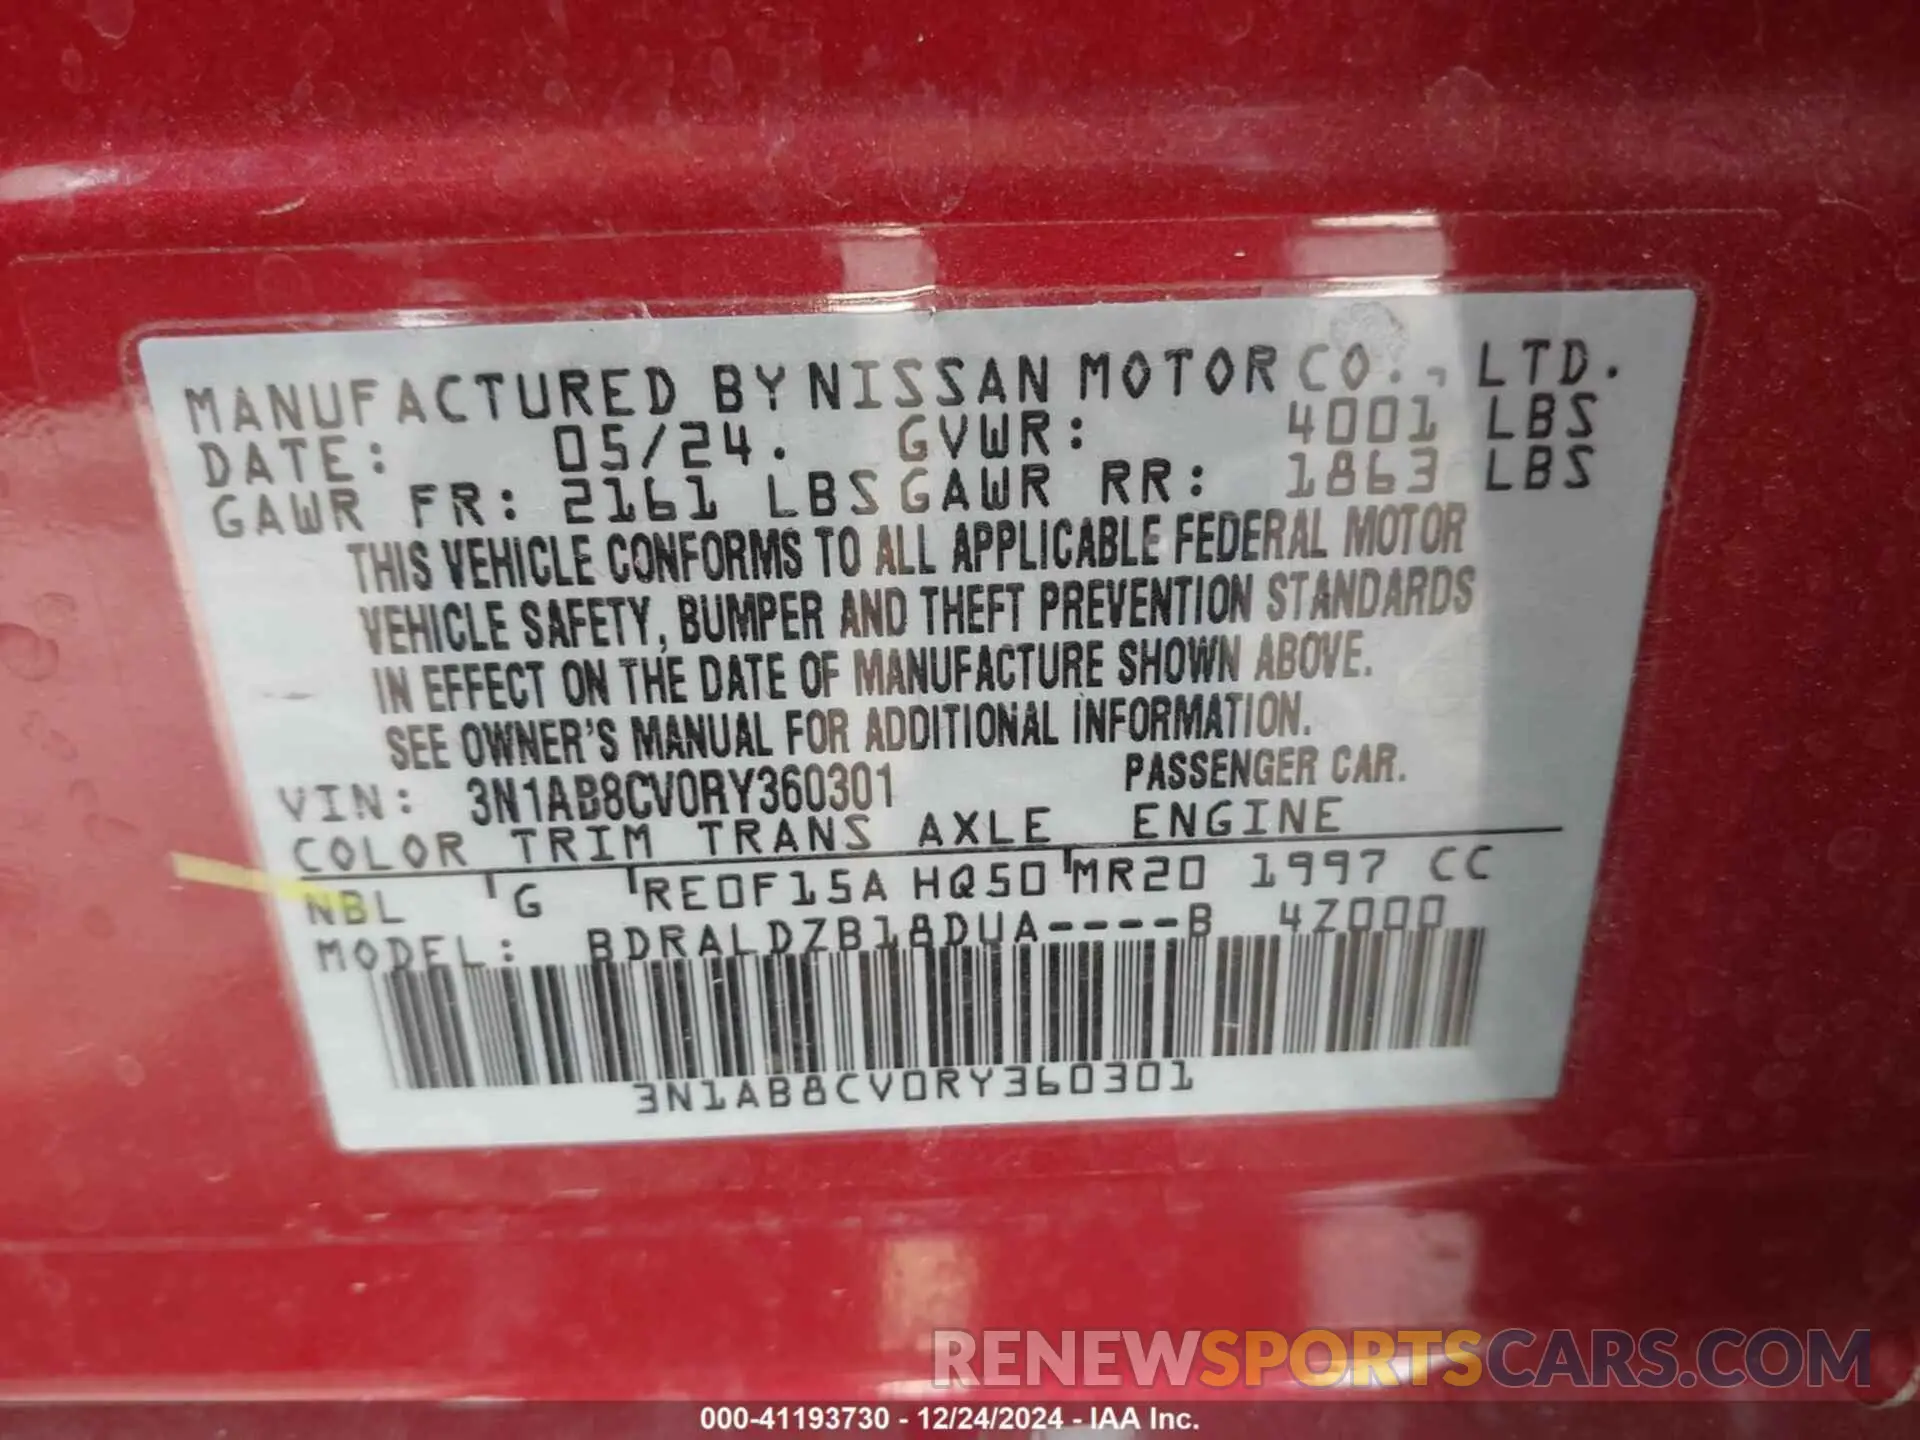 MANUFACTURED BY NISSAN MOTOR CO., LTD.
DATE: 05/24. GVWR: 4001 LBS
GAWR FR: 2161 LBS GAWR RR: 1863 LBS
THIS VEHICLE CONFORMS TO ALL APPLICABLE FEDERAL MOTOR
VEHICLE SAFETY, BUMPER AND THEFT PREVENTION STANDARDS
IN EFFECT ON THE DATE OF MANUFACTURE SHOWN ABOVE.
SEE OWNER'S MANUAL FOR ADDITIONAL INFORMATION.
VIN: 3N1AB8CV0RY360301 PASSENGER CAR.
COLOR TRIM TRANS AXLE ENGINE
NBL G RE0F15A HQ50 MR20 1997 CC
MODEL: BDRALDZB18DUA----B 4Z000
3N1AB8CV0RY360301
RENEWSPORTSCARS.COM
000-41193730 - 12/24/2024 - IAA Inc.